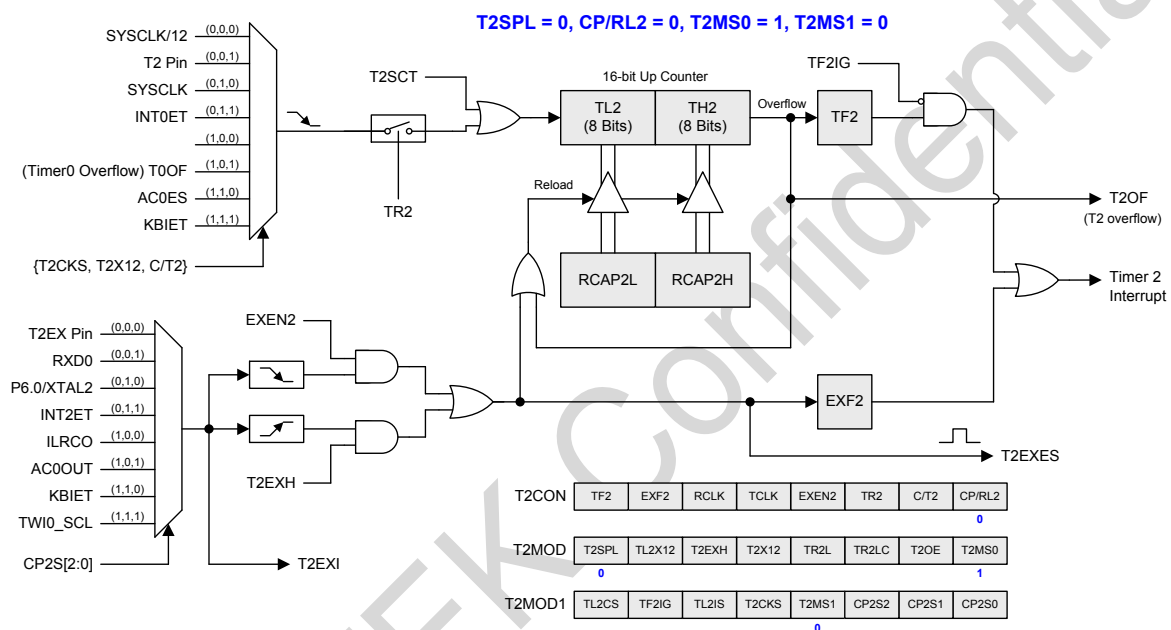 T2SPL = 0, CP/RL2 = 0, T2MS0 = 1, T2MS1 = 0
SYSCLK/12 (0,0,0)
T2 Pin (0,0,1)
SYSCLK (0,1,0)
INT0ET (0,1,1)
(1,0,0)
(Timer0 Overflow) T0OF (1,0,1)
AC0ES (1,1,0)
KBIET (1,1,1)
{T2CKS, T2X12, C/T2}
T2SCT
TR2
16-bit Up Counter
TL2
(8 Bits)
TH2
(8 Bits)
Overflow
TF2
TF2IG
Reload
RCAP2L
RCAP2H
T2OF
(T2 overflow)
Timer 2
Interrupt
T2EX Pin (0,0,0)
RXD0 (0,0,1)
P6.0/XTAL2 (0,1,0)
INT2ET (0,1,1)
ILRCO (1,0,0)
AC0OUT (1,0,1)
KBIET (1,1,0)
TWI0_SCL (1,1,1)
CP2S[2:0]
EXEN2
T2EXH
T2EXI
EXF2
T2EXES
T2CON TF2 EXF2 RCLK TCLK EXEN2 TR2 C/T2 CP/RL2
0
T2MOD T2SPL TL2X12 T2EXH T2X12 TR2L TR2LC T2OE T2MS0
0 1
T2MOD1 TL2CS TF2IG TL2IS T2CKS T2MS1 CP2S2 CP2S1 CP2S0
0
EK Confidential